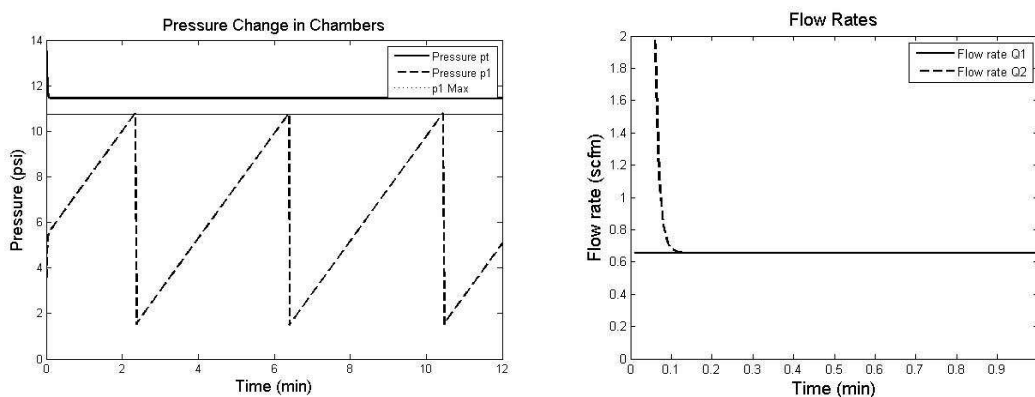 Pressure Change in Chambers
14
12
10
8
6
4
2
0
Pressure (psi)
Pressure pt
Pressure p1
p1 Max
0 2 4 6 8 10 12
Time (min)
Flow Rates
2
1.8
1.6
1.4
1.2
1
0.8
0.6
0.4
0.2
0
Flow rate (scfm)
Flow rate Q1
Flow rate Q2
0 0.1 0.2 0.3 0.4 0.5 0.6 0.7 0.8 0.9
Time (min)